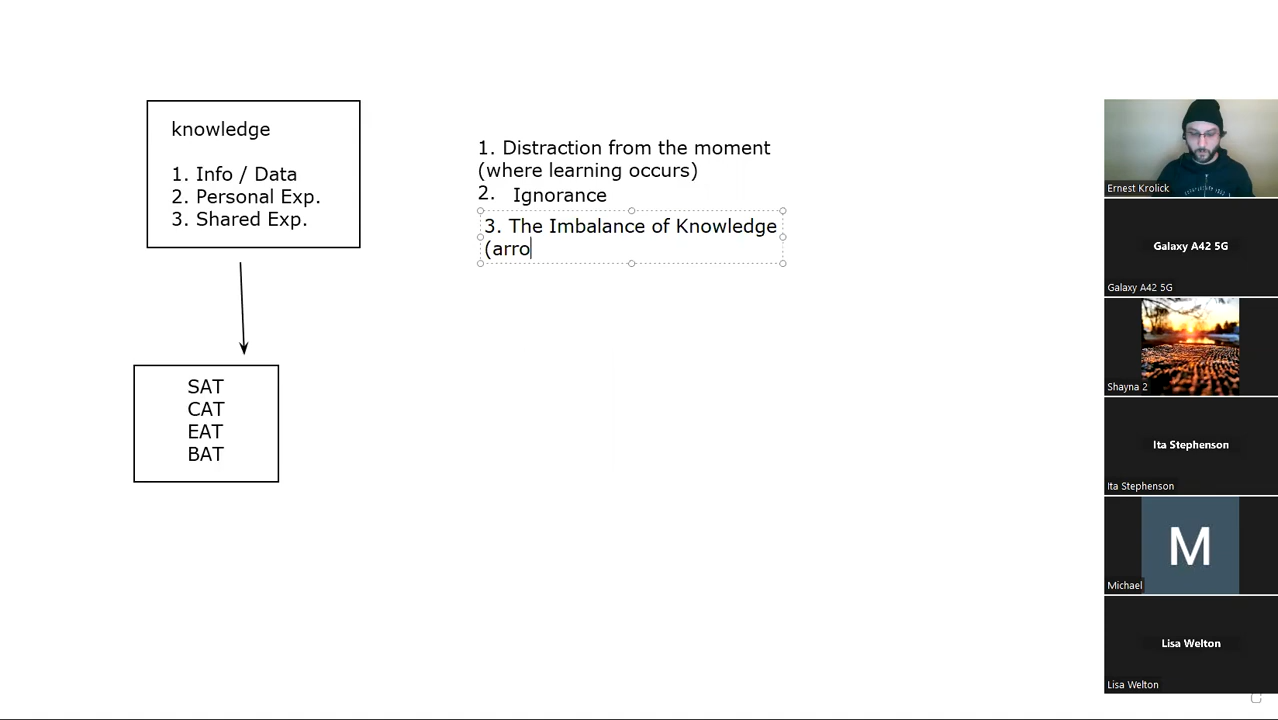 knowledge
1. Info / Data
2. Personal Exp.
3. Shared Exp.
SAT
CAT
EAT
BAT
1. Distraction from the moment
(where learning occurs)
2. Ignorance
3. The Imbalance of Knowledge
(arro
Ernest Krolick
Galaxy A42 5G
Galaxy A42 5G
Shayna 2
Ita Stephenson
Ita Stephenson
M
Michael
Lisa Welton
Lisa Welton